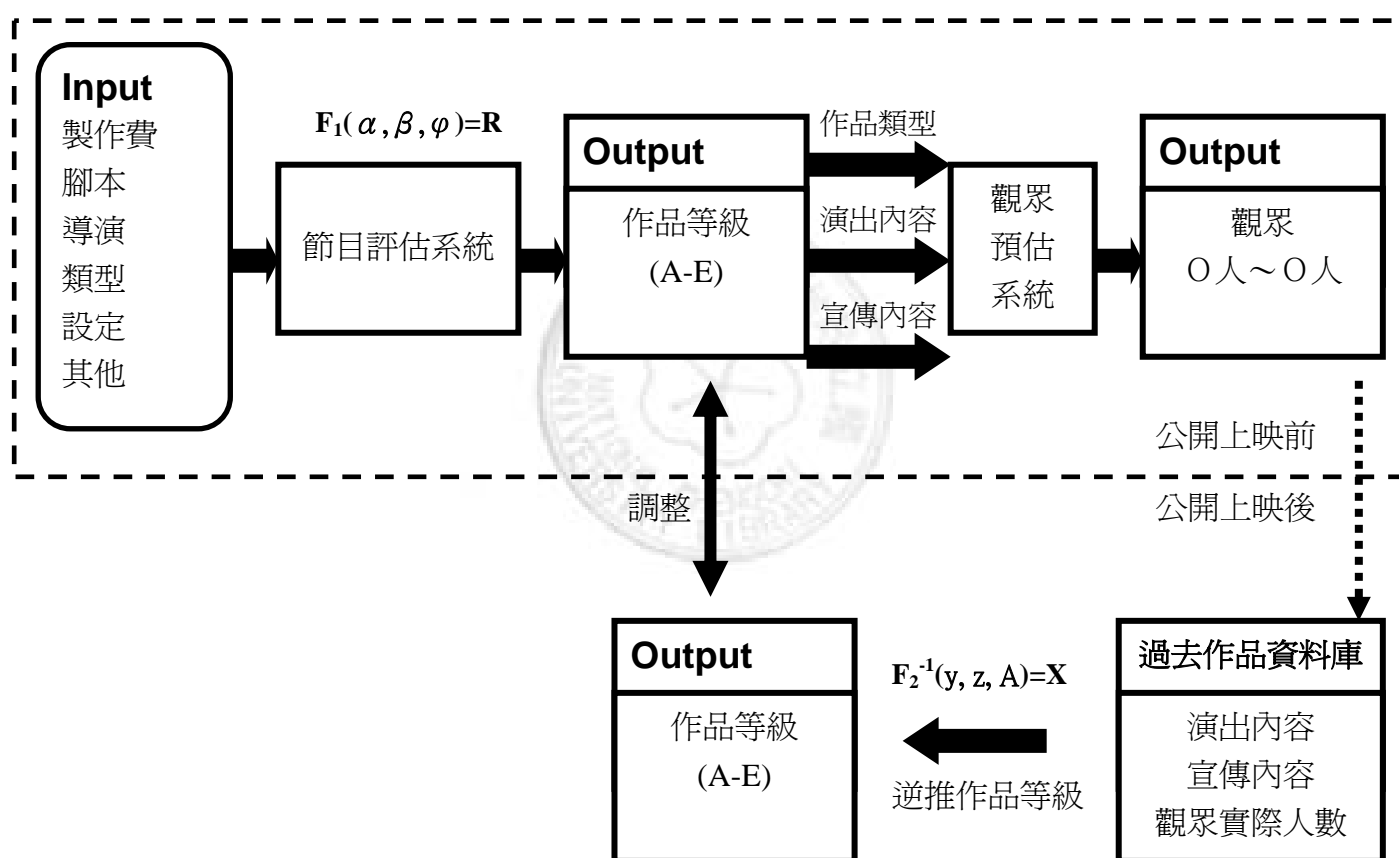 Input
製作費
腳本
導演
類型
設定
其他
F₁(α,β,φ)=R
節目評估系統
Output
作品等級
(A-E)
作品類型
演出內容
宣傳內容
觀眾
預估
系統
Output
觀眾
O人～O人
公開上映前
公開上映後
調整
Output
作品等級
(A-E)
F₂⁻¹(y, z, A)=X
逆推作品等級
過去作品資料庫
演出內容
宣傳內容
觀眾實際人數